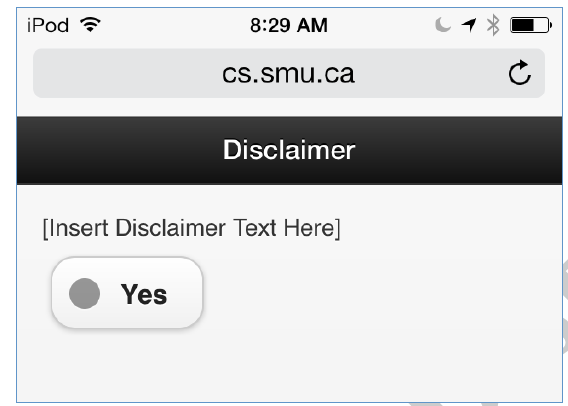 iPod 8:29 AM
cs.smu.ca
Disclaimer
[Insert Disclaimer Text Here]
Yes